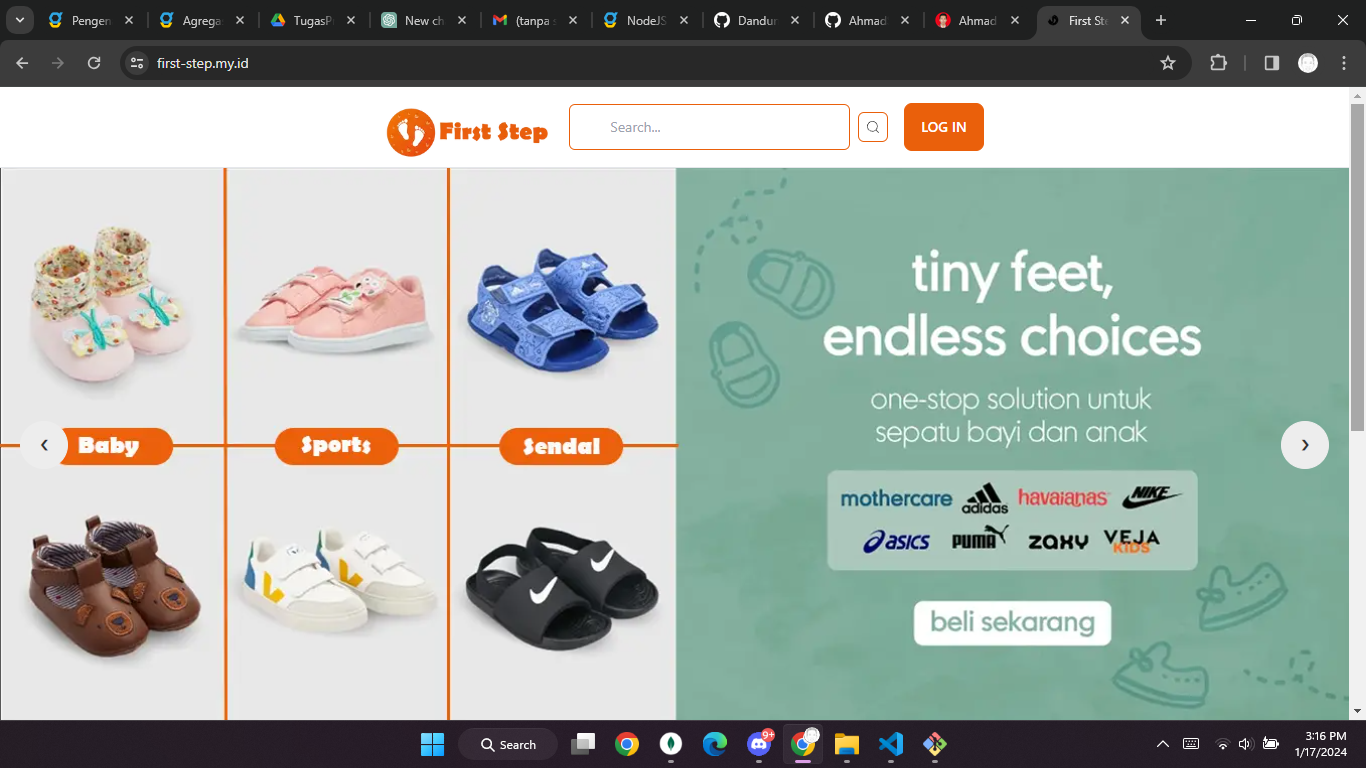 Pengen
Agrega
TugasP
New ch
(tanpa s
NodeJS
Dandun
Ahmad
Ahmad
First Ste
first-step.my.id
First Step
Search...
LOG IN
tiny feet,
endless choices
one-stop solution untuk
sepatu bayi dan anak
mothercare adidas havaianas NIKE
asics PUMA zaxy VEJA KIDS
beli sekarang
Baby
Sports
Sendal
Search
9+
3:16 PM
1/17/2024